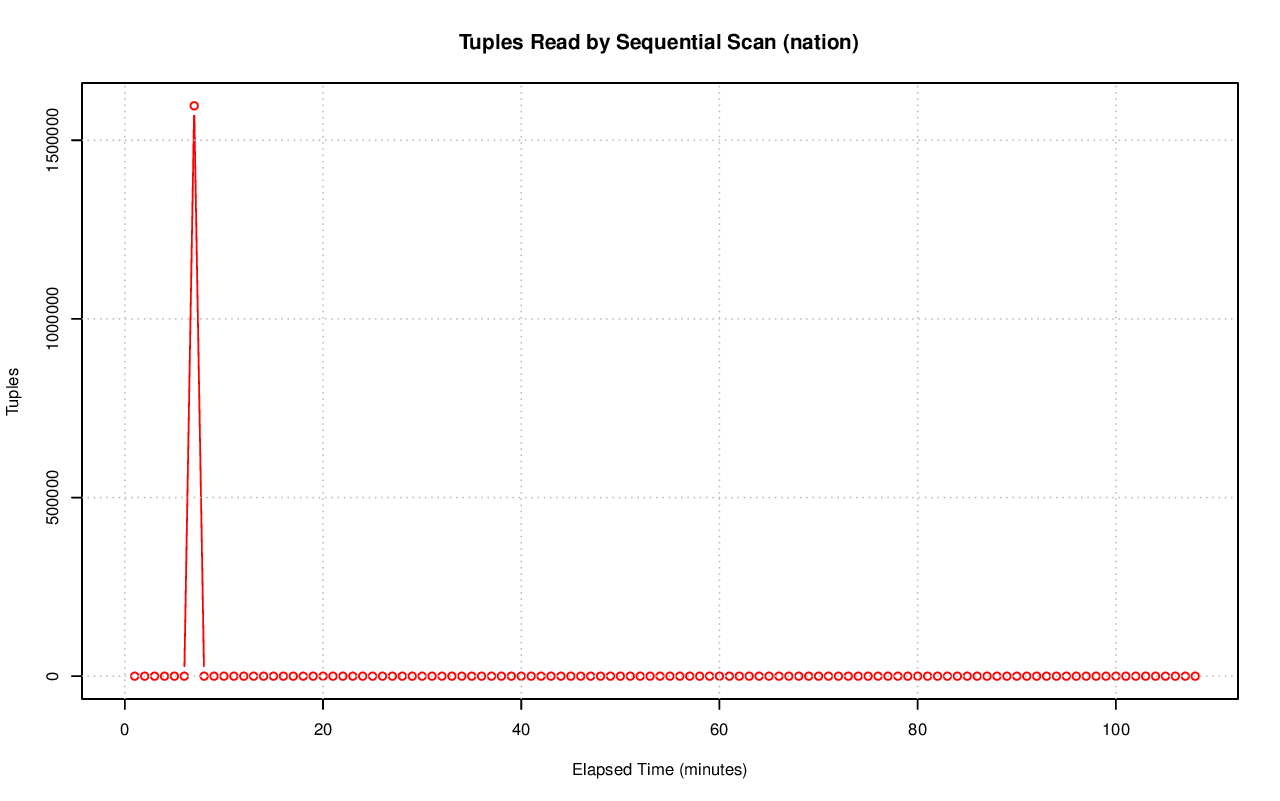 Tuples Read by Sequential Scan (nation)
Tuples
1500000
1000000
500000
0
0 20 40 60 80 100
Elapsed Time (minutes)